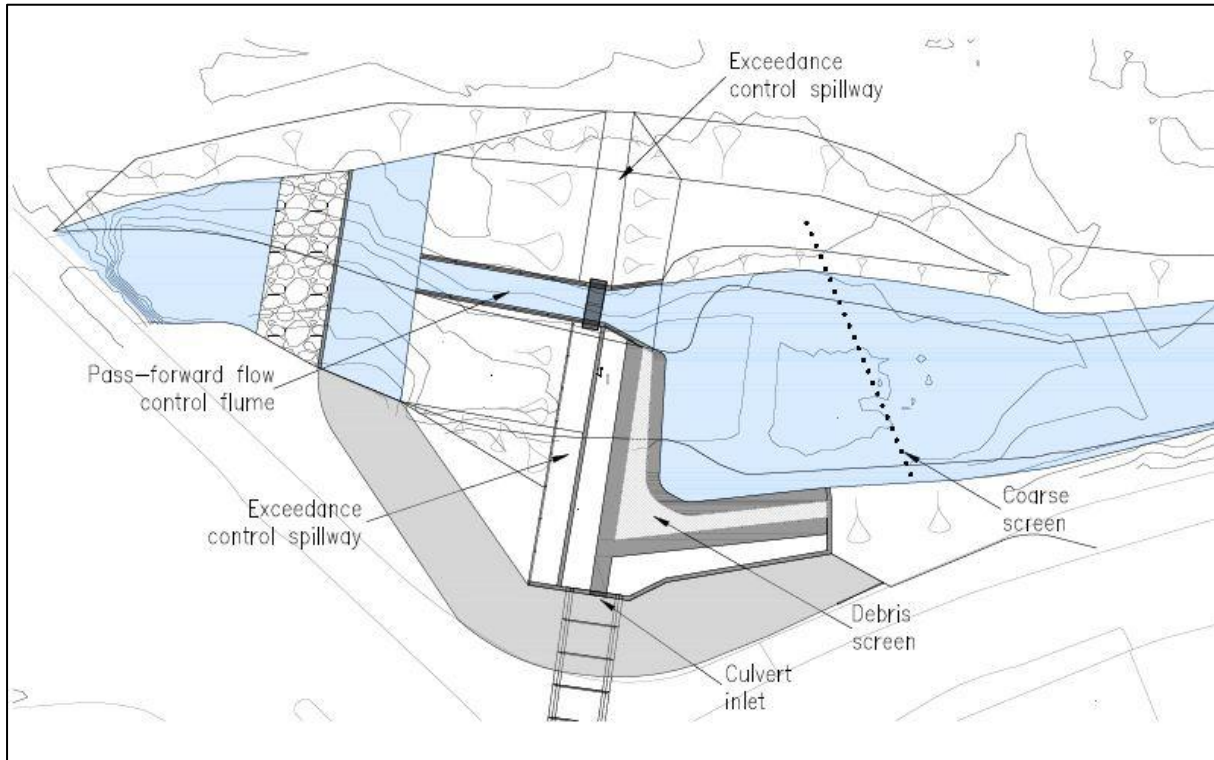 Exceedance
control spillway
Pass-forward flow
control flume
Exceedance
control spillway
Coarse
screen
Debris
screen
Culvert
inlet